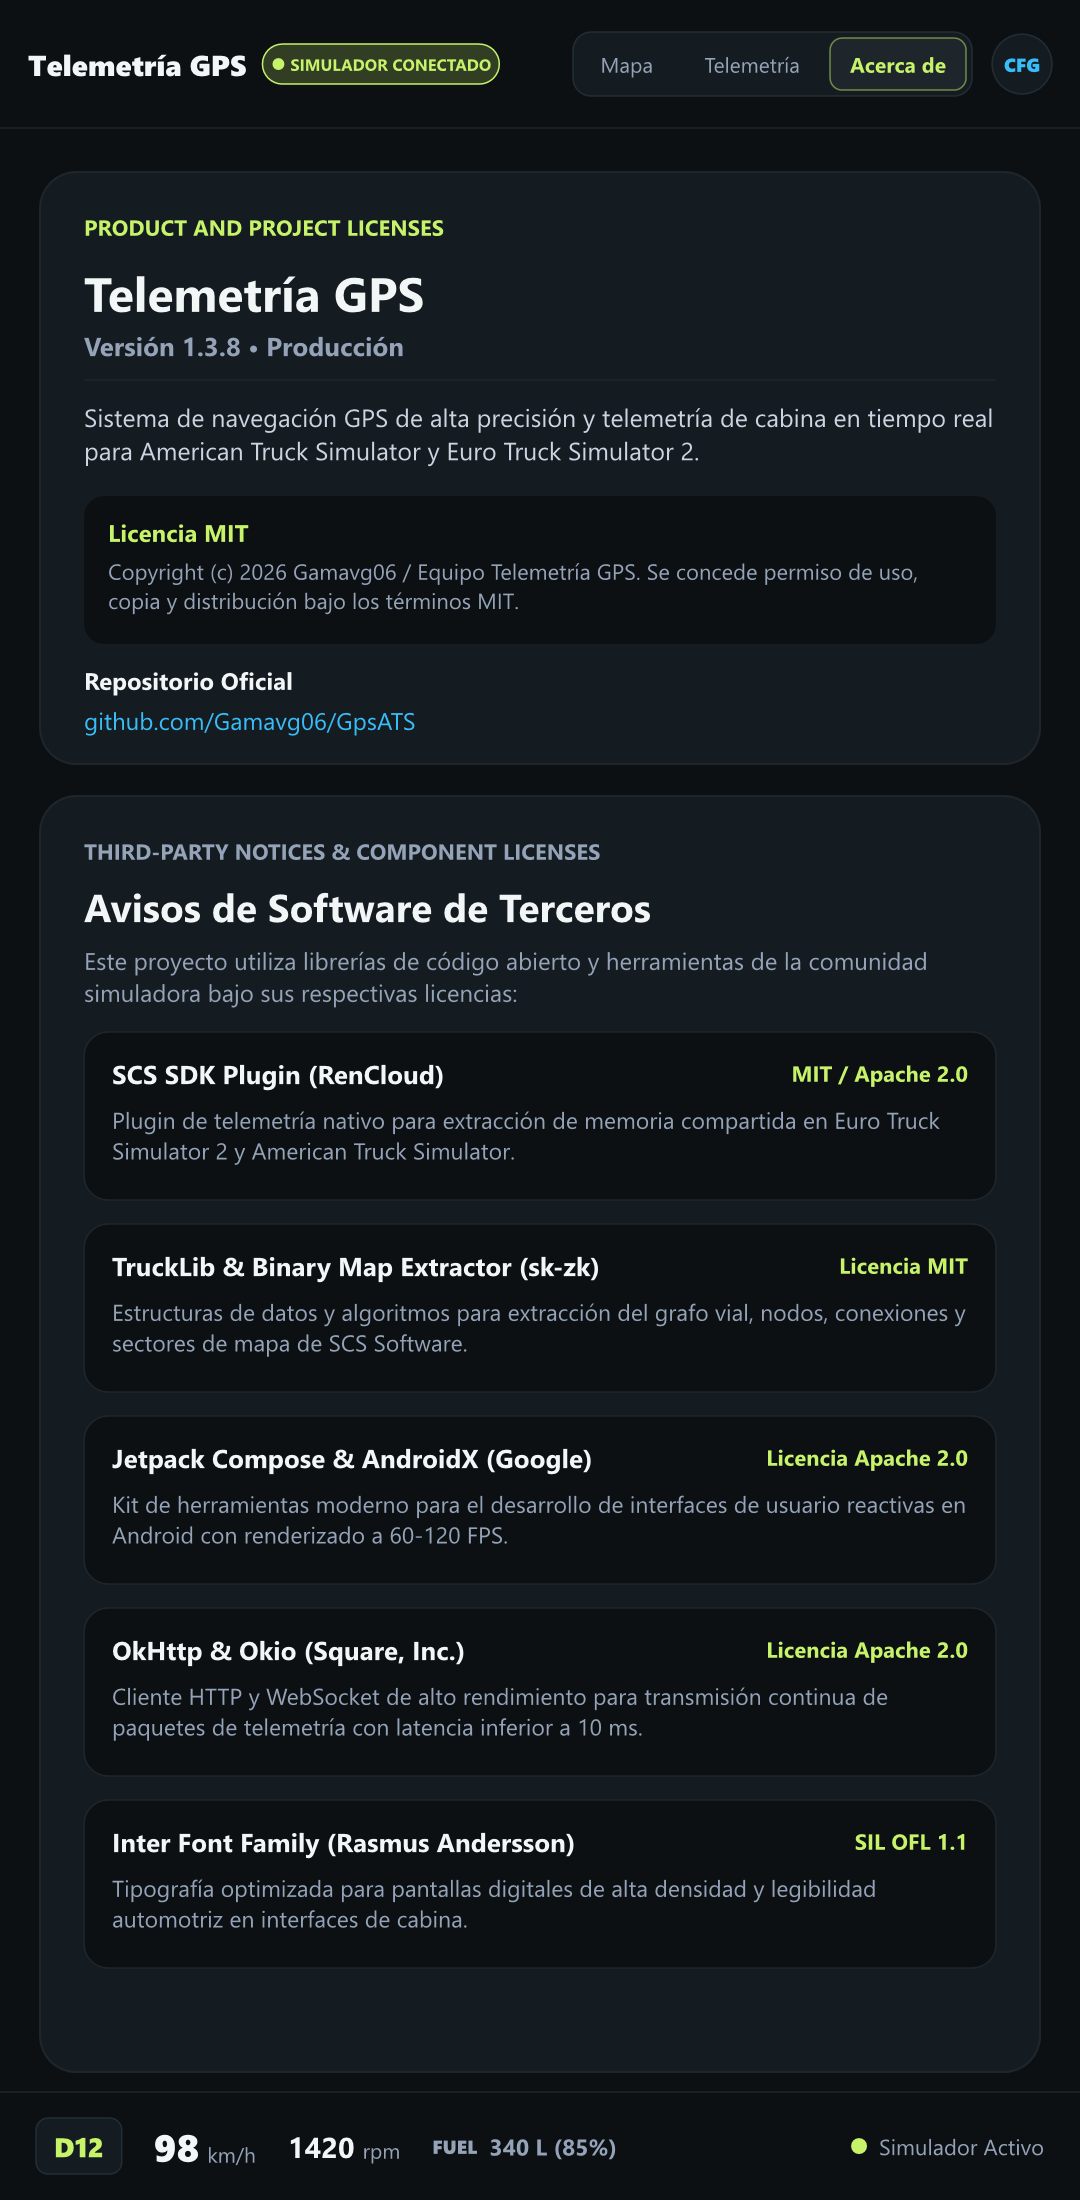 Telemetría GPS
SIMULADOR CONECTADO
Mapa
Telemetría
Acerca de
CFG
PRODUCT AND PROJECT LICENSES
Telemetría GPS
Versión 1.3.8 • Producción
Sistema de navegación GPS de alta precisión y telemetría de cabina en tiempo real
para American Truck Simulator y Euro Truck Simulator 2.
Licencia MIT
Copyright (c) 2026 Gamavg06 / Equipo Telemetría GPS. Se concede permiso de uso,
copia y distribución bajo los términos MIT.
Repositorio Oficial
github.com/Gamavg06/GpsATS
THIRD-PARTY NOTICES & COMPONENT LICENSES
Avisos de Software de Terceros
Este proyecto utiliza librerías de código abierto y herramientas de la comunidad
simuladora bajo sus respectivas licencias:
SCS SDK Plugin (RenCloud)
MIT / Apache 2.0
Plugin de telemetría nativo para extracción de memoria compartida en Euro Truck
Simulator 2 y American Truck Simulator.
TruckLib & Binary Map Extractor (sk-zk)
Licencia MIT
Estructuras de datos y algoritmos para extracción del grafo vial, nodos, conexiones y
sectores de mapa de SCS Software.
Jetpack Compose & AndroidX (Google)
Licencia Apache 2.0
Kit de herramientas moderno para el desarrollo de interfaces de usuario reactivas en
Android con renderizado a 60-120 FPS.
OkHttp & Okio (Square, Inc.)
Licencia Apache 2.0
Cliente HTTP y WebSocket de alto rendimiento para transmisión continua de
paquetes de telemetría con latencia inferior a 10 ms.
Inter Font Family (Rasmus Andersson)
SIL OFL 1.1
Tipografía optimizada para pantallas digitales de alta densidad y legibilidad
automotriz en interfaces de cabina.
D12
98 km/h
1420 rpm
FUEL 340 L (85%)
Simulador Activo